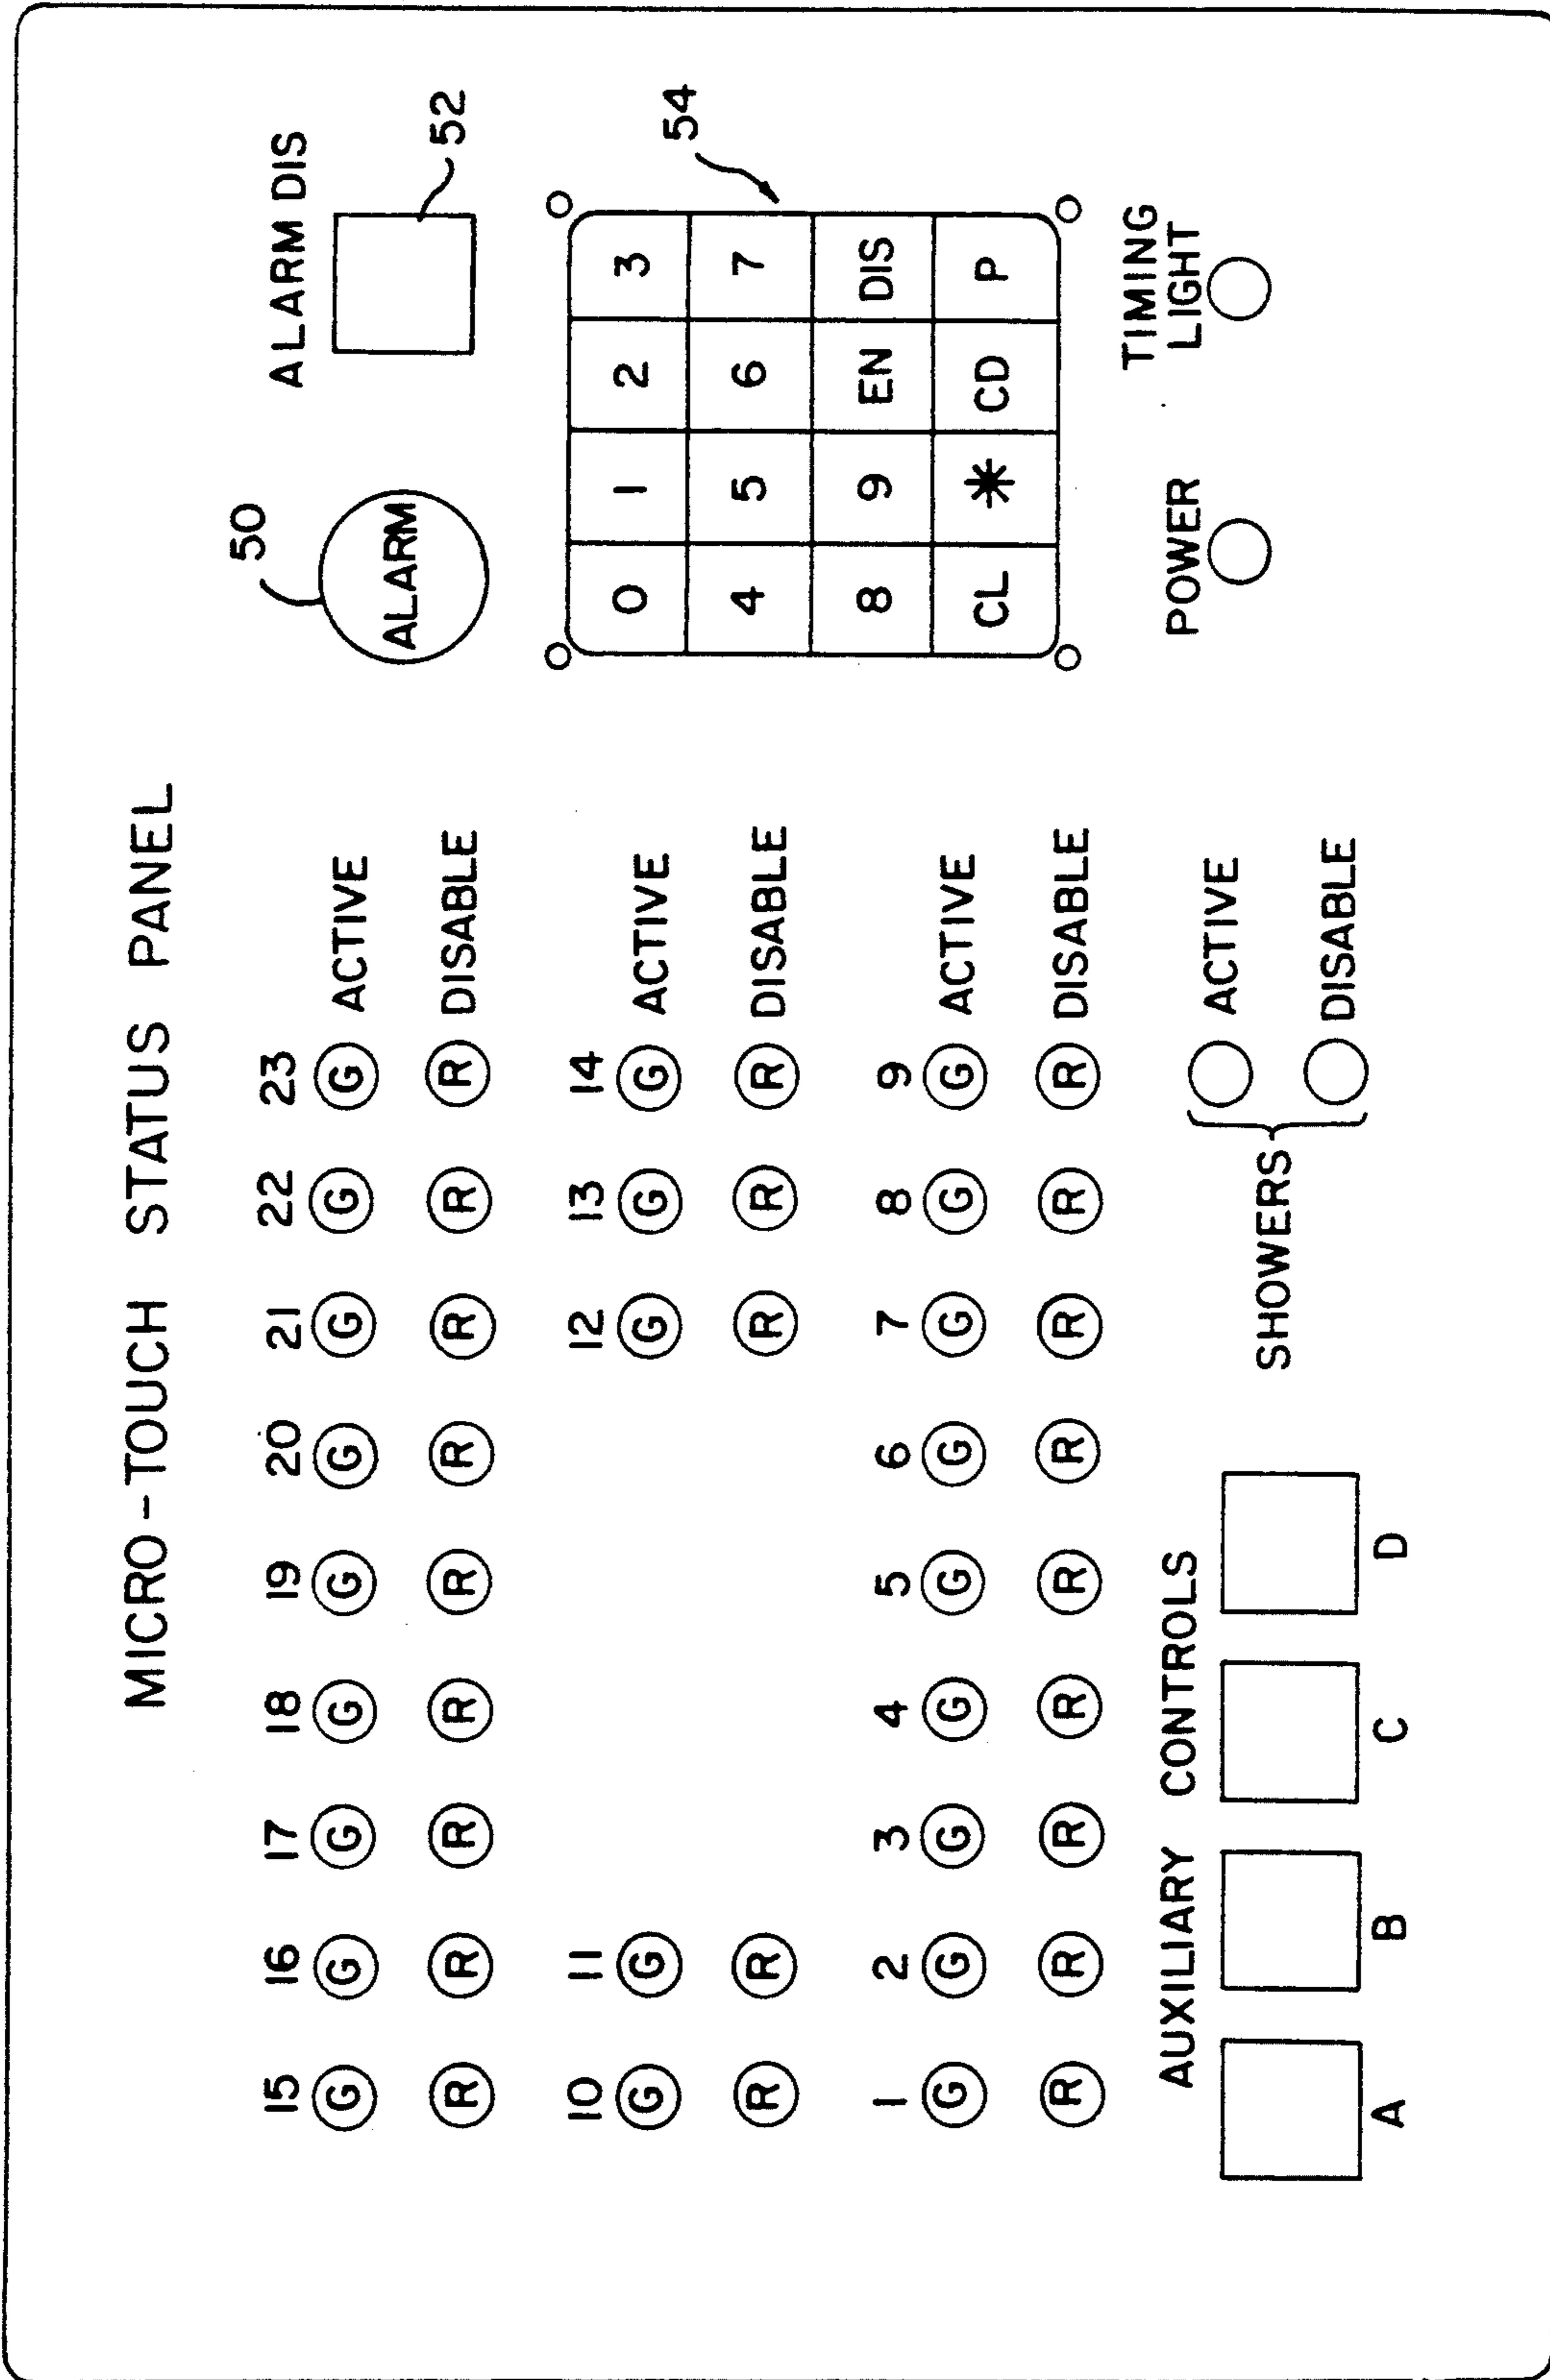 MICRO-TOUCH STATUS PANEL
15 16 17 18 19 20 21 22 23
G G G G G G G G G ACTIVE
R R R R R R R R R DISABLE
10 11 12 13 14
G G G G G ACTIVE
R R R R R DISABLE
1 2 3 4 5 6 7 8 9
G G G G G G G G G ACTIVE
R R R R R R R R R DISABLE
AUXILIARY CONTROLS
A B C D
SHOWERS
ACTIVE
DISABLE
50
ALARM
ALARM DIS
52
54
0 1 2 3
4 5 6 7
8 9 EN DIS
CL * CD P
POWER
TIMING
LIGHT